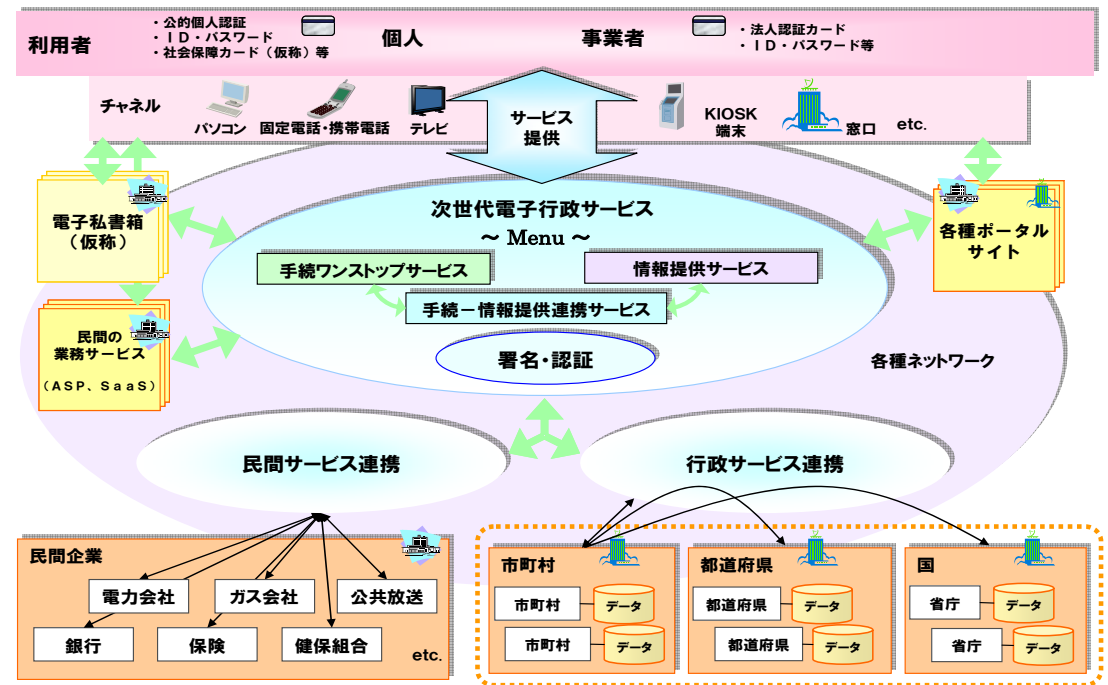 利用者
・公的個人認証
・ＩＤ・パスワード
・社会保障カード（仮称）等
個人
事業者
・法人認証カード
・ＩＤ・パスワード等
チャネル
パソコン
固定電話・携帯電話
テレビ
サービス
提供
KIOSK
端末
窓口
etc.
電子私書箱
（仮称）
次世代電子行政サービス
～ Menu ～
手続ワンストップサービス
情報提供サービス
手続－情報提供連携サービス
署名・認証
各種ポータル
サイト
民間の
業務サービス
（ＡＳＰ、ＳａａＳ）
各種ネットワーク
民間サービス連携
行政サービス連携
民間企業
電力会社
ガス会社
公共放送
銀行
保険
健保組合
etc.
市町村
市町村
データ
市町村
データ
都道府県
都道府県
データ
都道府県
データ
国
省庁
データ
省庁
データ